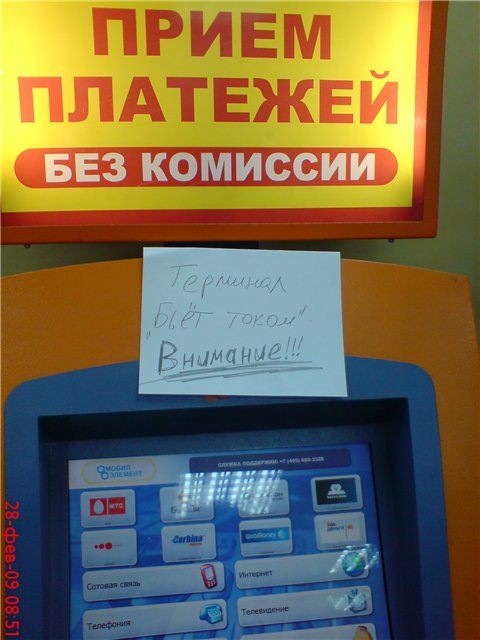 ПРИЕМ
ПЛАТЕЖЕЙ
БЕЗ КОМИССИИ
Терминал
"Бьёт током"
Внимание!!!
МОБИЛ
ЭЛЕМЕНТ
СЛУЖБА ПОДДЕРЖКИ:
МТС
Corbina
WebMoney
Сотовая связь
Интернет
Телефония
Телевидение
28-фев-09 08:51